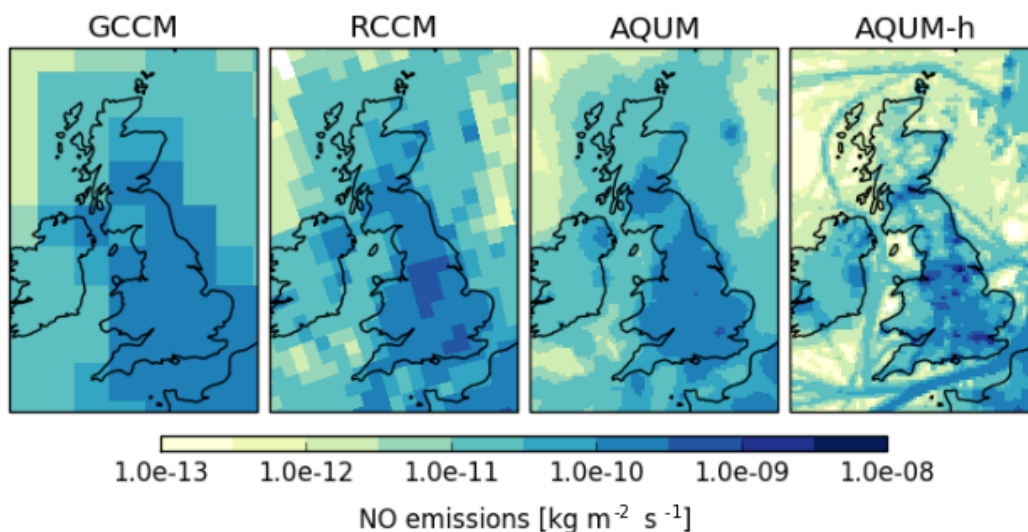 GCCM RCCM AQUM AQUM-h
1.0e-13 1.0e-12 1.0e-11 1.0e-10 1.0e-09 1.0e-08
NO emissions [kg m⁻² s⁻¹]